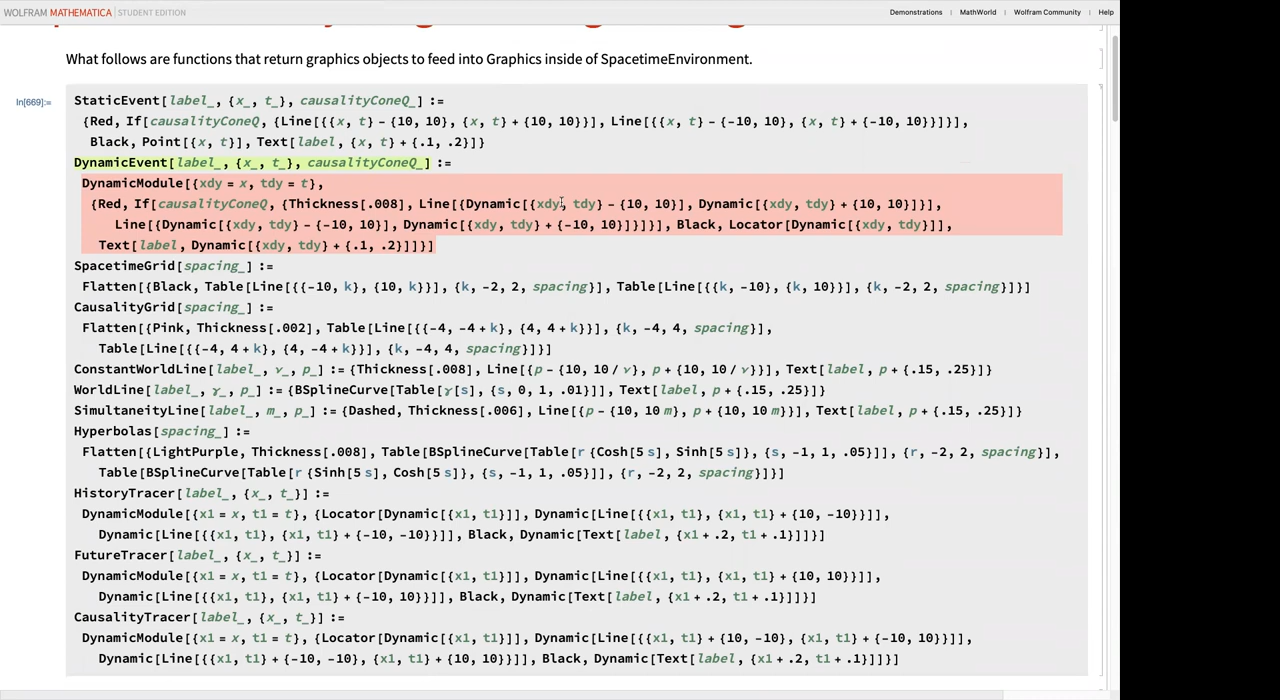 WOLFRAM MATHEMATICA | STUDENT EDITION Demonstrations | MathWorld | Wolfram Community | Help
What follows are functions that return graphics objects to feed into Graphics inside of SpacetimeEnvironment.
In[669]:= StaticEvent[label_, {x_, t_}, causalityConeQ_] :=
{Red, If[causalityConeQ, {Line[{{x, t} - {10, 10}, {x, t} + {10, 10}}], Line[{{x, t} - {-10, 10}, {x, t} + {-10, 10}}]}],
Black, Point[{x, t}], Text[label, {x, t} + {.1, .2}]}
DynamicEvent[label_, {x_, t_}, causalityConeQ_] :=
DynamicModule[{xdy = x, tdy = t},
{Red, If[causalityConeQ, {Thickness[.008], Line[{Dynamic[{xdy, tdy} - {10, 10}], Dynamic[{xdy, tdy} + {10, 10}]}],
Line[{Dynamic[{xdy, tdy} - {-10, 10}], Dynamic[{xdy, tdy} + {-10, 10}]}]}], Black, Locator[Dynamic[{xdy, tdy}]],
Text[label, Dynamic[{xdy, tdy} + {.1, .2}]]}]
SpacetimeGrid[spacing_] :=
Flatten[{Black, Table[Line[{{-10, k}, {10, k}}], {k, -2, 2, spacing}], Table[Line[{{k, -10}, {k, 10}}], {k, -2, 2, spacing}]}]
CausalityGrid[spacing_] :=
Flatten[{Pink, Thickness[.002], Table[Line[{{-4, -4 + k}, {4, 4 + k}}], {k, -4, 4, spacing}],
Table[Line[{{-4, 4 + k}, {4, -4 + k}}], {k, -4, 4, spacing}]}]
ConstantWorldLine[label_, v_, p_] := {Thickness[.008], Line[{p - {10, 10 / v}, p + {10, 10 / v}}], Text[label, p + {.15, .25}]}
WorldLine[label_, γ_, p_] := {BSplineCurve[Table[γ[s], {s, 0, 1, .01}]], Text[label, p + {.15, .25}]}
SimultaneityLine[label_, m_, p_] := {Dashed, Thickness[.006], Line[{p - {10, 10 m}, p + {10, 10 m}}], Text[label, p + {.15, .25}]}
Hyperbolas[spacing_] :=
Flatten[{LightPurple, Thickness[.008], Table[BSplineCurve[Table[r {Cosh[5 s], Sinh[5 s]}, {s, -1, 1, .05}]], {r, -2, 2, spacing}],
Table[BSplineCurve[Table[r {Sinh[5 s], Cosh[5 s]}, {s, -1, 1, .05}]], {r, -2, 2, spacing}]}]
HistoryTracer[label_, {x_, t_}] :=
DynamicModule[{x1 = x, t1 = t}, {Locator[Dynamic[{x1, t1}]], Dynamic[Line[{{x1, t1}, {x1, t1} + {10, -10}}]],
Dynamic[Line[{{x1, t1}, {x1, t1} + {-10, -10}}]], Black, Dynamic[Text[label, {x1 + .2, t1 + .1}]]}]
FutureTracer[label_, {x_, t_}] :=
DynamicModule[{x1 = x, t1 = t}, {Locator[Dynamic[{x1, t1}]], Dynamic[Line[{{x1, t1}, {x1, t1} + {10, 10}}]],
Dynamic[Line[{{x1, t1}, {x1, t1} + {-10, 10}}]], Black, Dynamic[Text[label, {x1 + .2, t1 + .1}]]}]
CausalityTracer[label_, {x_, t_}] :=
DynamicModule[{x1 = x, t1 = t}, {Locator[Dynamic[{x1, t1}]], Dynamic[Line[{{x1, t1} + {10, -10}, {x1, t1} + {-10, 10}}]],
Dynamic[Line[{{x1, t1} + {-10, -10}, {x1, t1} + {10, 10}}]], Black, Dynamic[Text[label, {x1 + .2, t1 + .1}]]}]